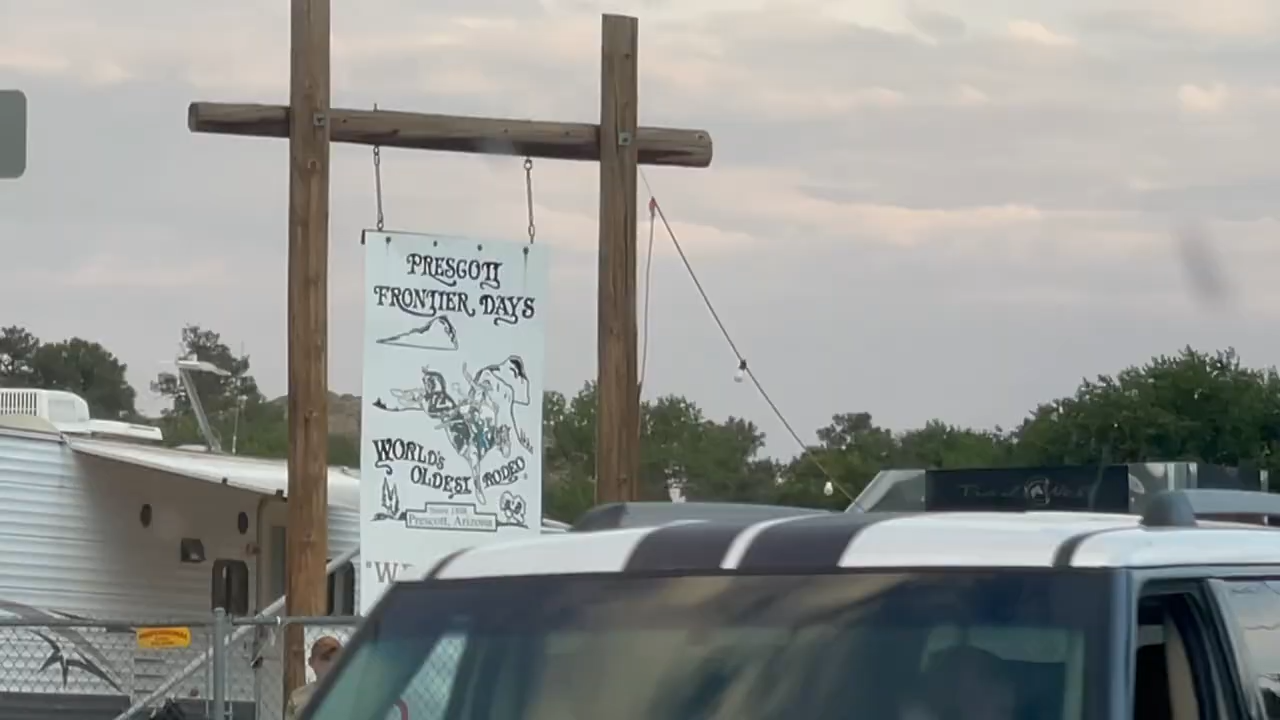 PRESCOTT
FRONTIER DAYS
WORLD'S
OLDEST
RODEO
Since 1888
Prescott, Arizona